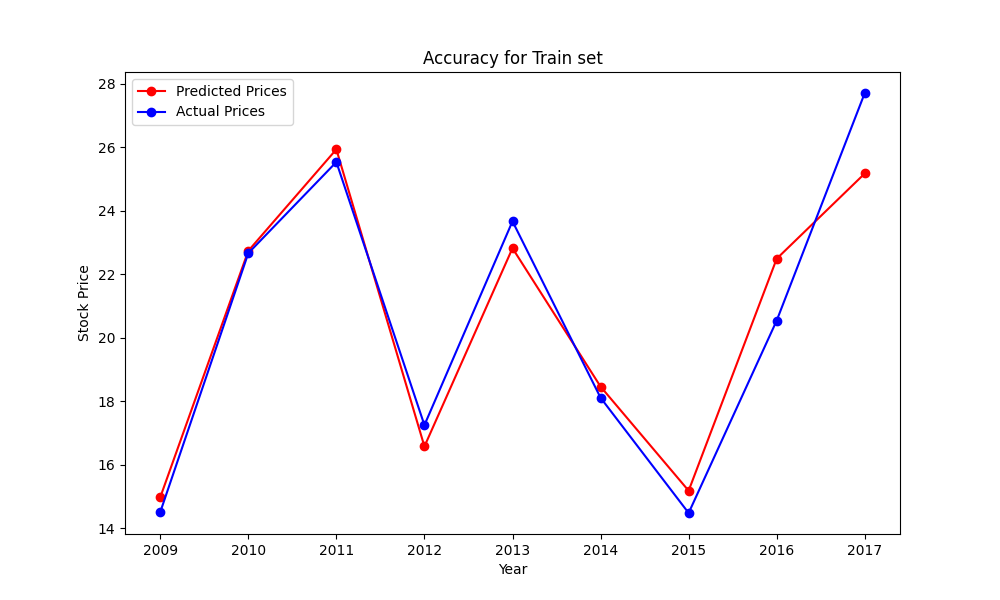 Accuracy for Train set
Predicted Prices
Actual Prices
Stock Price
28
26
24
22
20
18
16
14
2009 2010 2011 2012 2013 2014 2015 2016 2017
Year